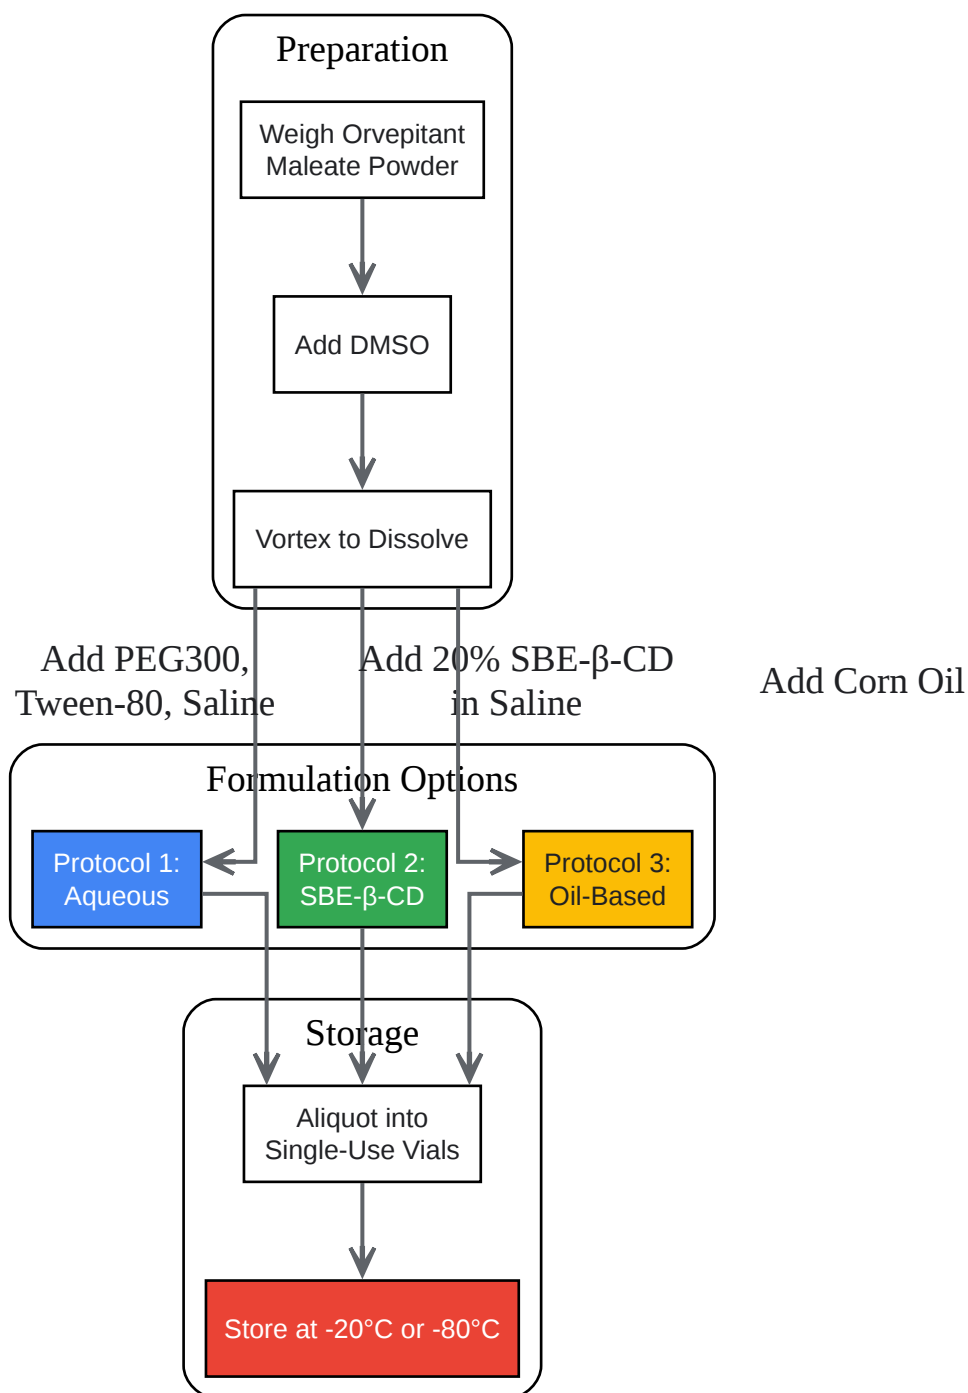 Preparation
Weigh Orvepitant
Maleate Powder
Add DMSO
Vortex to Dissolve
Add PEG300,
Tween-80, Saline
Add 20% SBE-β-CD
in Saline
Add Corn Oil
Formulation Options
Protocol 1:
Aqueous
Protocol 2:
SBE-β-CD
Protocol 3:
Oil-Based
Storage
Aliquot into
Single-Use Vials
Store at -20°C or -80°C